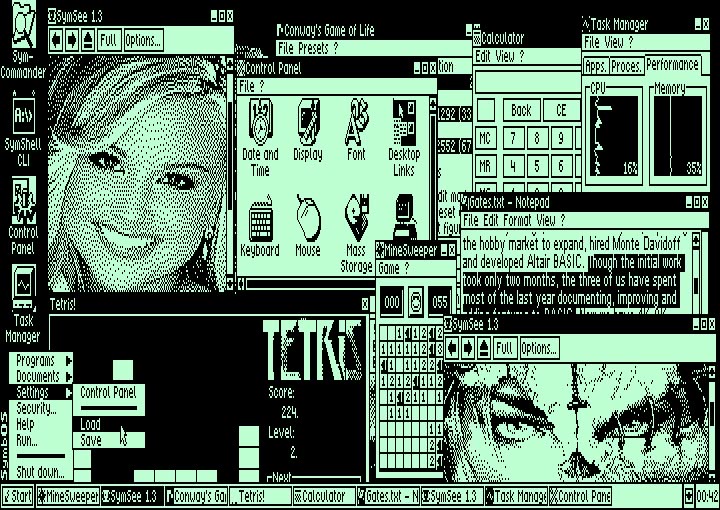 SymSee 1.3
Full
Options...
Sym-
Commander
SymShell
CLI
Control
Panel
Task
Manager
Conway's Game of Life
File Presets ?
Control Panel
File ?
Date and
Time
Display
Font
Desktop
Links
Keyboard
Mouse
Mass
Storage
Calculator
Edit View ?
Back
CE
MC
7
8
9
MR
4
5
6
Task Manager
File View ?
Apps.
Proces.
Performance
CPU
16%
Memory
35%
Gates.txt - Notepad
File Edit Format View ?
the hobby market to expand, hired Monte Davidoff
and developed Altair BASIC. Though the initial work
took only two months, the three of us have spent
most of the last year documenting, improving and
MineSweeper
Game ?
000
055
SymSee 1.3
Full
Options...
Tetris!
TETRIS
Score:
224.
Level:
2.
Next
Programs
Documents
Settings
Security...
Help
Run...
Shut down...
SymbOS
Control Panel
Load
Save
Start
MineSweeper
SymSee 1.3
Conway's Ga
Tetris!
Calculator
Gates.txt - N
SymSee 1.3
Task Manage
Control Pane
00:42